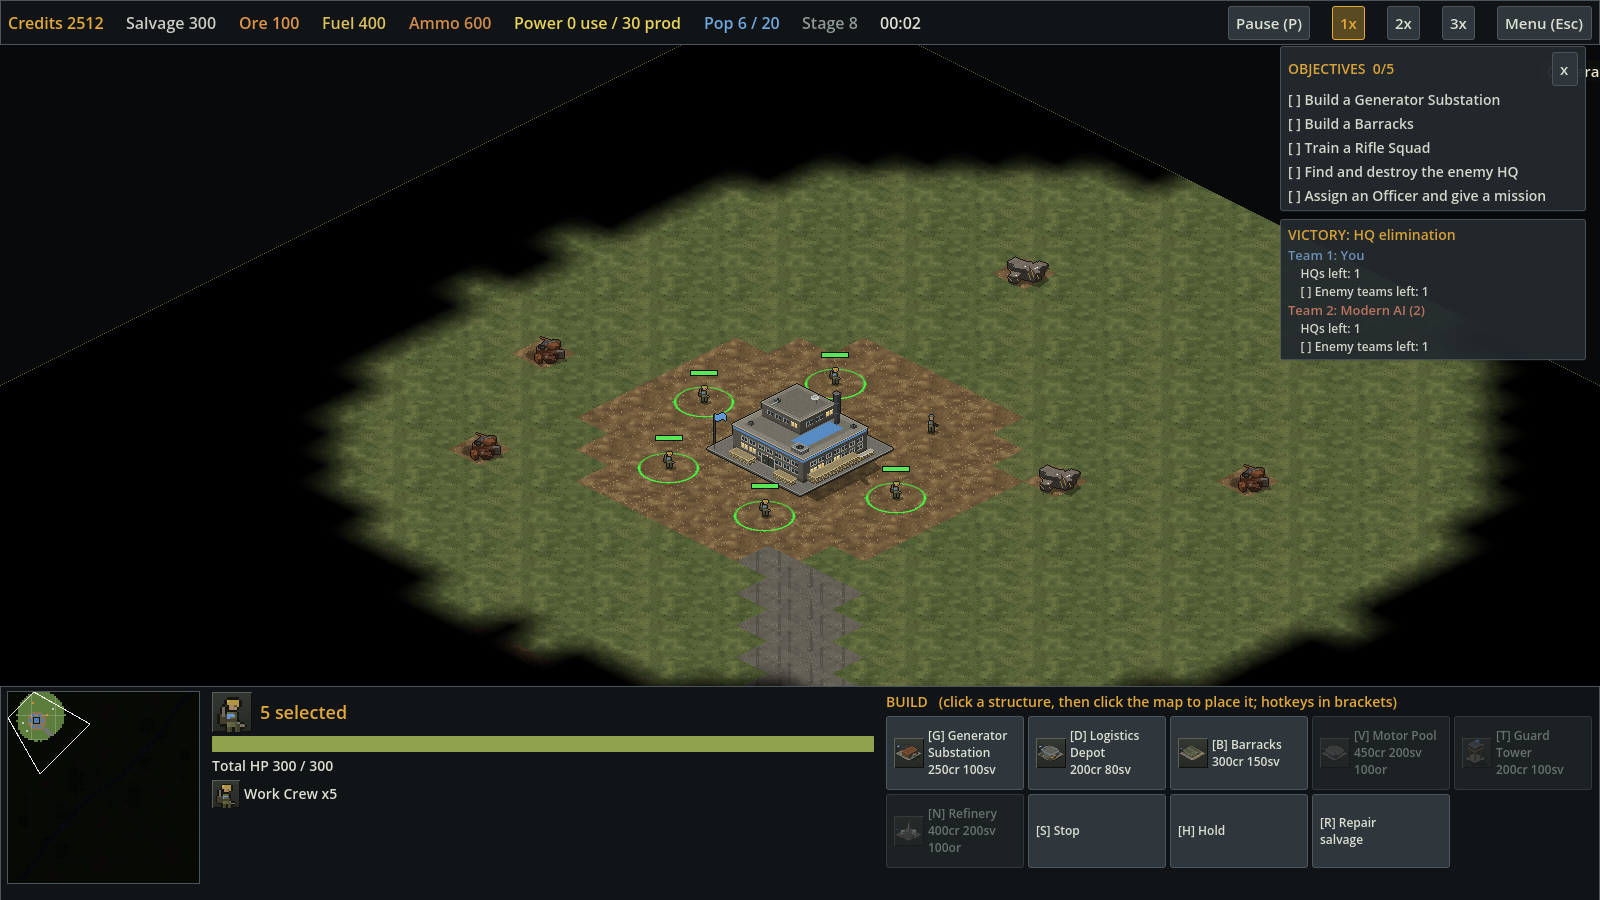 Credits 2512 Salvage 300 Ore 100 Fuel 400 Ammo 600 Power 0 use / 30 prod Pop 6 / 20 Stage 8 00:02 Pause (P) 1x 2x 3x Menu (Esc)
OBJECTIVES 0/5 x
[ ] Build a Generator Substation
[ ] Build a Barracks
[ ] Train a Rifle Squad
[ ] Find and destroy the enemy HQ
[ ] Assign an Officer and give a mission
VICTORY: HQ elimination
Team 1: You
HQs left: 1
[ ] Enemy teams left: 1
Team 2: Modern AI (2)
HQs left: 1
[ ] Enemy teams left: 1
5 selected
Total HP 300 / 300
Work Crew x5
BUILD (click a structure, then click the map to place it; hotkeys in brackets)
[G] Generator
Substation
250cr 100sv
[D] Logistics
Depot
200cr 80sv
[B] Barracks
300cr 150sv
[V] Motor Pool
450cr 200sv
100or
[T] Guard
Tower
200cr 100sv
[N] Refinery
400cr 200sv
100or
[S] Stop
[H] Hold
[R] Repair
salvage